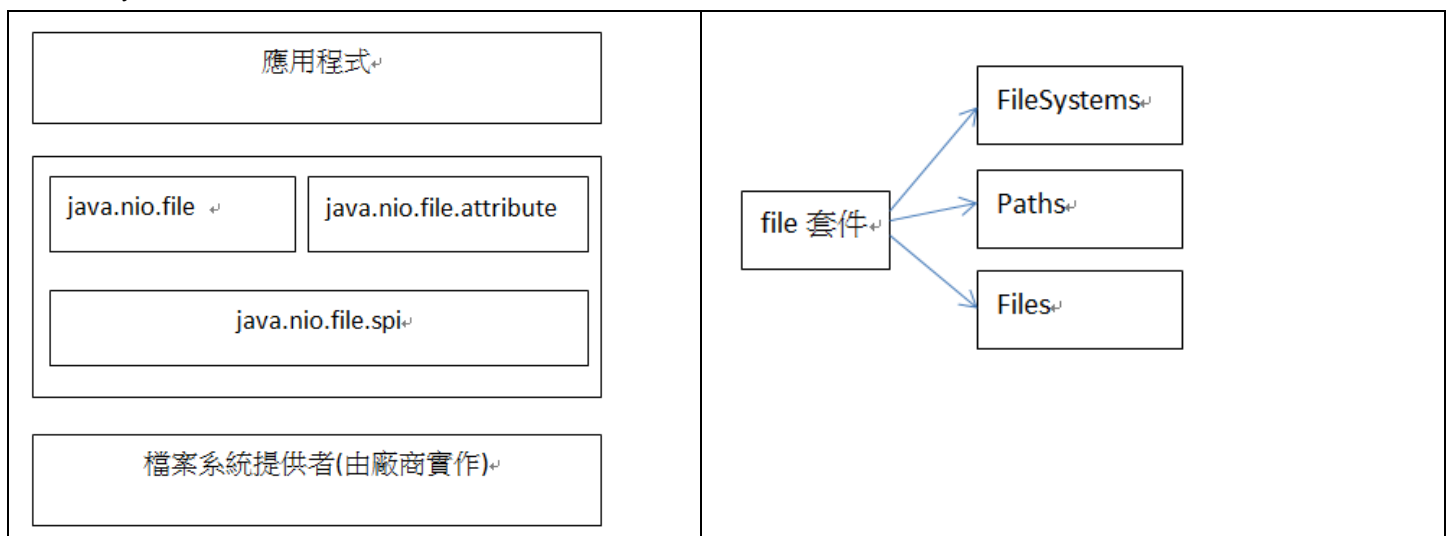 應用程式
java.nio.file
java.nio.file.attribute
java.nio.file.spi
檔案系統提供者(由廠商實作)
file 套件
FileSystems
Paths
Files